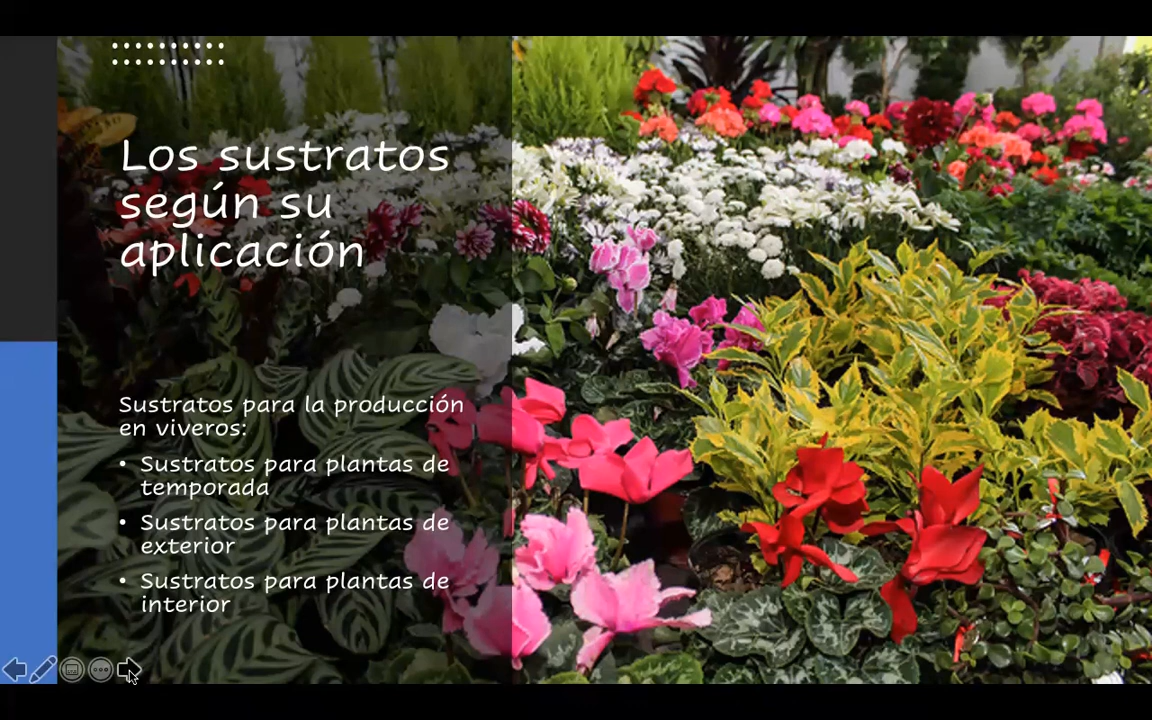 Los sustratos
según su
aplicación
Sustratos para la producción
en viveros:
• Sustratos para plantas de
temporada
• Sustratos para plantas de
exterior
• Sustratos para plantas de
interior